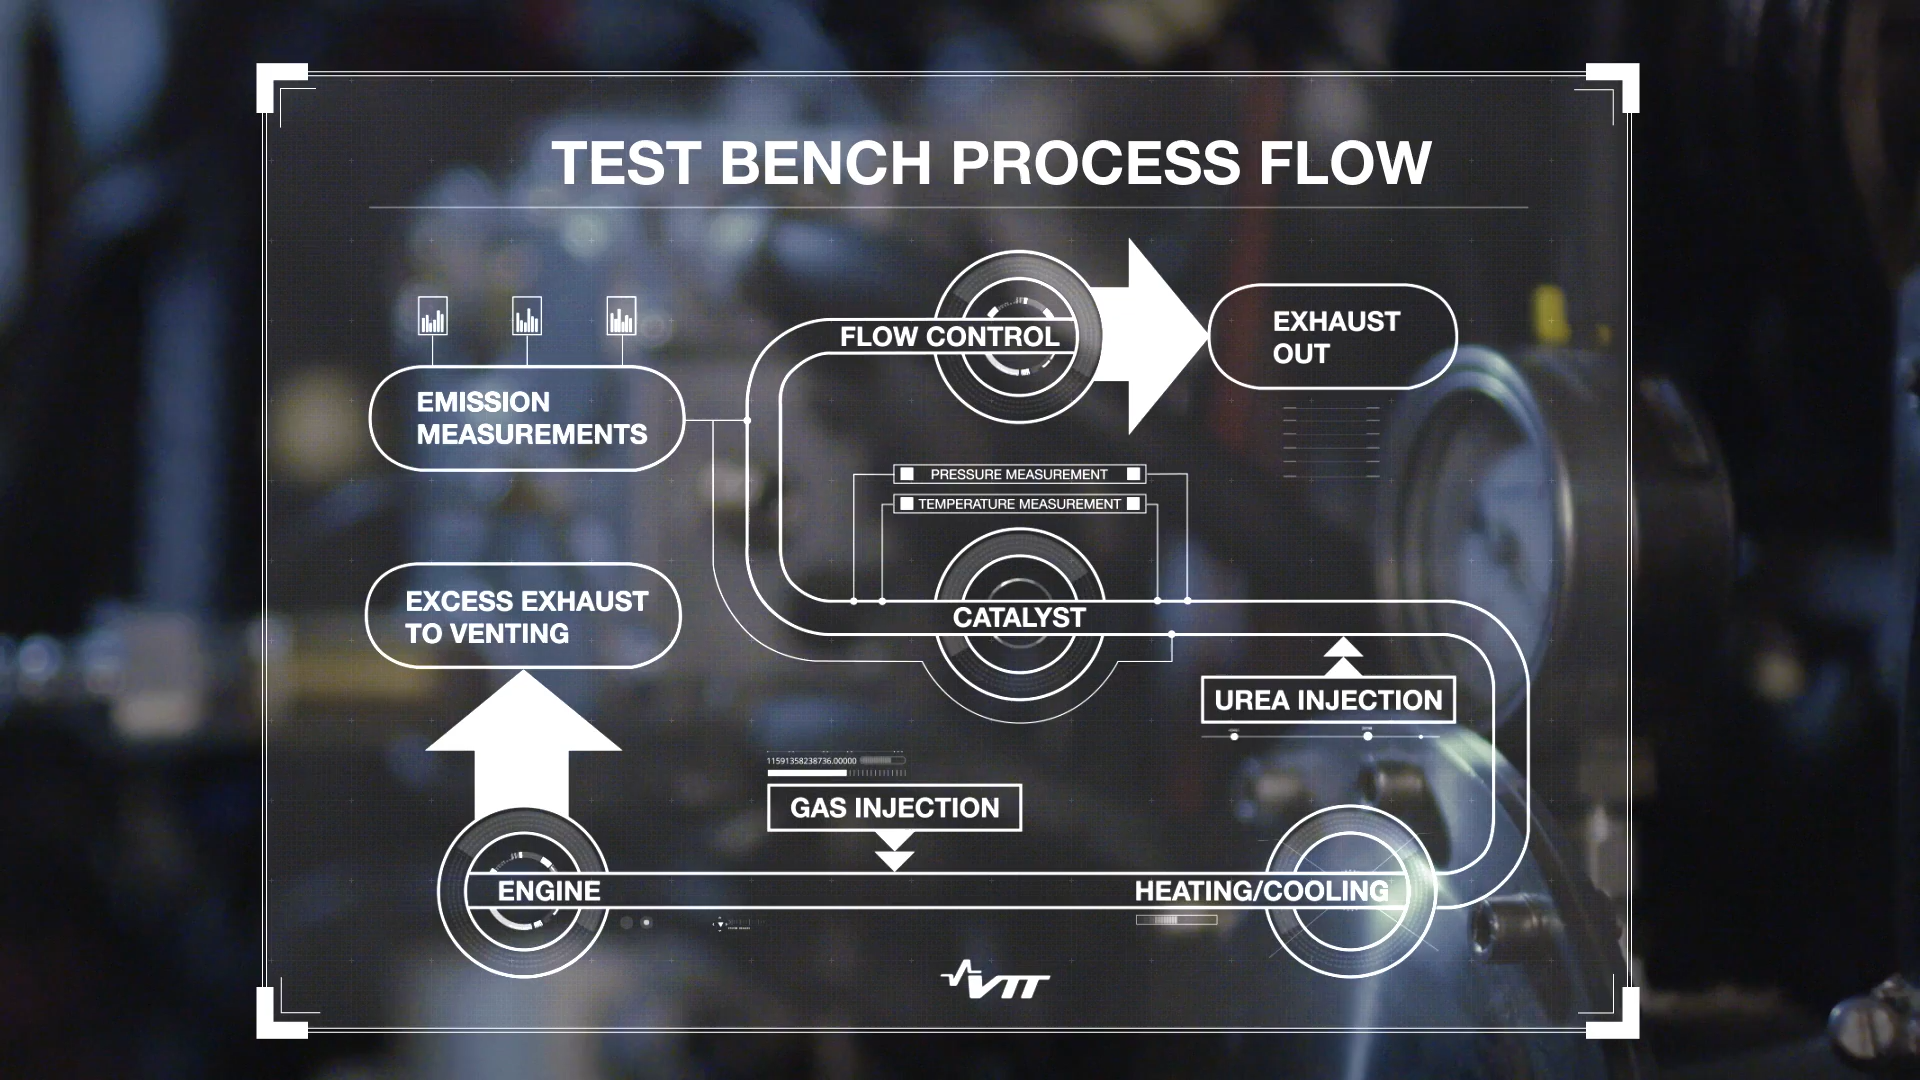 TEST BENCH PROCESS FLOW
FLOW CONTROL
EXHAUST
OUT
EMISSION
MEASUREMENTS
PRESSURE MEASUREMENT
TEMPERATURE MEASUREMENT
EXCESS EXHAUST
TO VENTING
CATALYST
UREA INJECTION
11591358238736.00000
GAS INJECTION
ENGINE
HEATING/COOLING
VTT